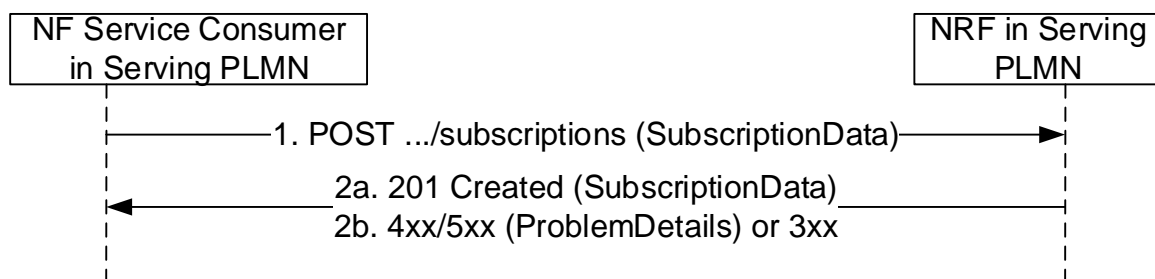 NF Service Consumer
in Serving PLMN
NRF in Serving
PLMN
1. POST .../subscriptions (SubscriptionData)
2a. 201 Created (SubscriptionData)
2b. 4xx/5xx (ProblemDetails) or 3xx